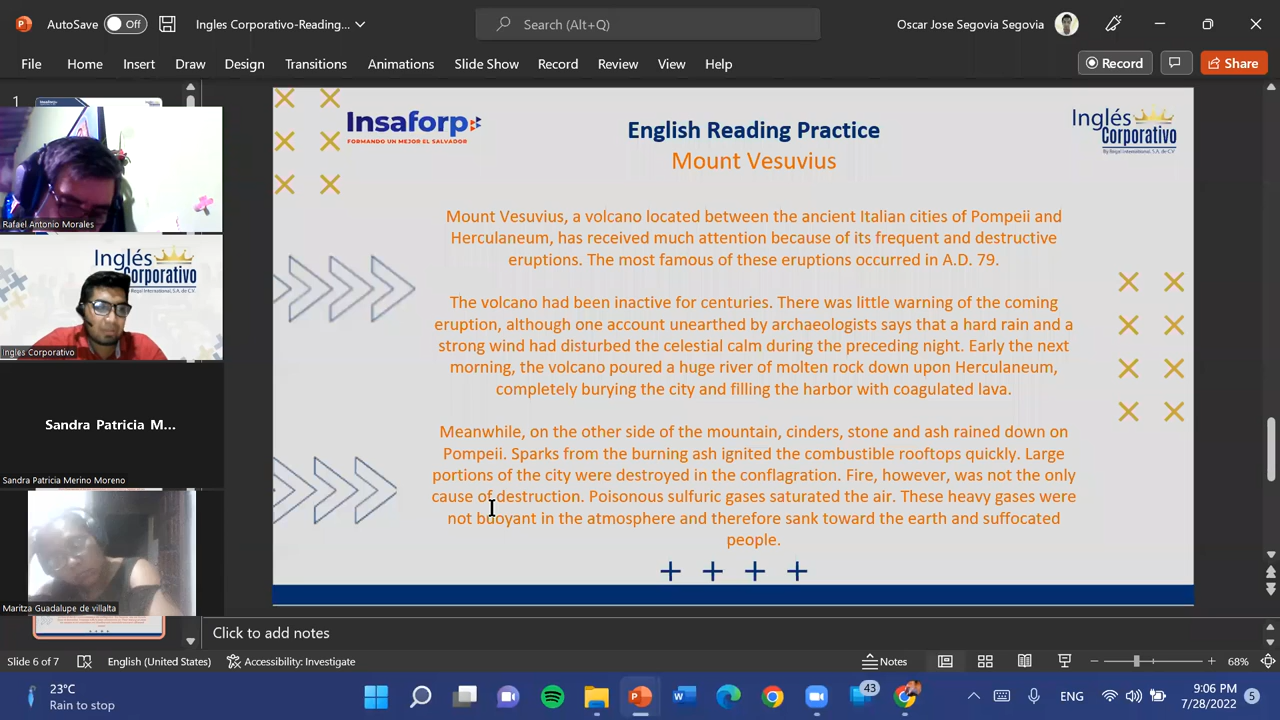 AutoSave Off Ingles Corporativo-Reading... Search (Alt+Q) Oscar Jose Segovia Segovia
File Home Insert Draw Design Transitions Animations Slide Show Record Review View Help Record Share
1
Insaforp
FORMANDO UN MEJOR EL SALVADOR
English Reading Practice
Mount Vesuvius
Inglés
Corporativo
By Regal International, S.A. de C.V.
Mount Vesuvius, a volcano located between the ancient Italian cities of Pompeii and
Herculaneum, has received much attention because of its frequent and destructive
eruptions. The most famous of these eruptions occurred in A.D. 79.
The volcano had been inactive for centuries. There was little warning of the coming
eruption, although one account unearthed by archaeologists says that a hard rain and a
strong wind had disturbed the celestial calm during the preceding night. Early the next
morning, the volcano poured a huge river of molten rock down upon Herculaneum,
completely burying the city and filling the harbor with coagulated lava.
Meanwhile, on the other side of the mountain, cinders, stone and ash rained down on
Pompeii. Sparks from the burning ash ignited the combustible rooftops quickly. Large
portions of the city were destroyed in the conflagration. Fire, however, was not the only
cause of destruction. Poisonous sulfuric gases saturated the air. These heavy gases were
not buoyant in the atmosphere and therefore sank toward the earth and suffocated
people.
Rafael Antonio Morales
Inglés
Corporativo
Ingles Corporativo
Sandra Patricia M...
Sandra Patricia Merino Moreno
Maritza Guadalupe de villalta
Click to add notes
Slide 6 of 7 English (United States) Accessibility: Investigate Notes 68%
23°C
Rain to stop
43
ENG
9:06 PM
7/28/2022
5